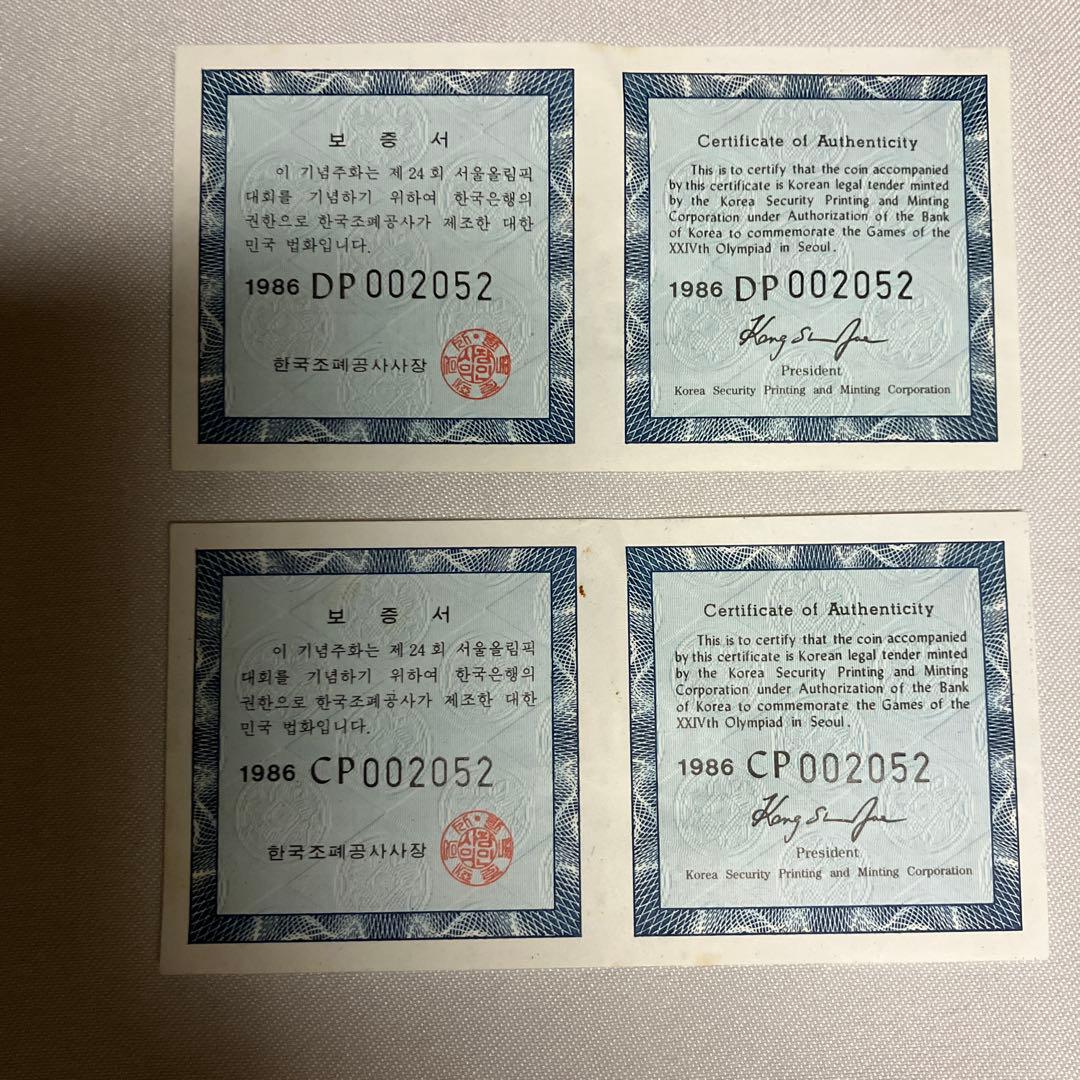 보 증 서
이 기념주화는 제 24 회 서울올림픽
대회를 기념하기 위하여 한국은행의
권한으로 한국조폐공사가 제조한 대한
민국 법화입니다.
1986 DP 002052
한국조폐공사사장
Certificate of Authenticity
This is to certify that the coin accompanied
by this certificate is Korean legal tender minted
by the Korea Security Printing and Minting
Corporation under Authorization of the Bank
of Korea to commemorate the Games of the
XXIVth Olympiad in Seoul.
1986 DP 002052
President
Korea Security Printing and Minting Corporation
보 증 서
이 기념주화는 제 24 회 서울올림픽
대회를 기념하기 위하여 한국은행의
권한으로 한국조폐공사가 제조한 대한
민국 법화입니다.
1986 CP 002052
한국조폐공사사장
Certificate of Authenticity
This is to certify that the coin accompanied
by this certificate is Korean legal tender minted
by the Korea Security Printing and Minting
Corporation under Authorization of the Bank
of Korea to commemorate the Games of the
XXIVth Olympiad in Seoul.
1986 CP 002052
President
Korea Security Printing and Minting Corporation